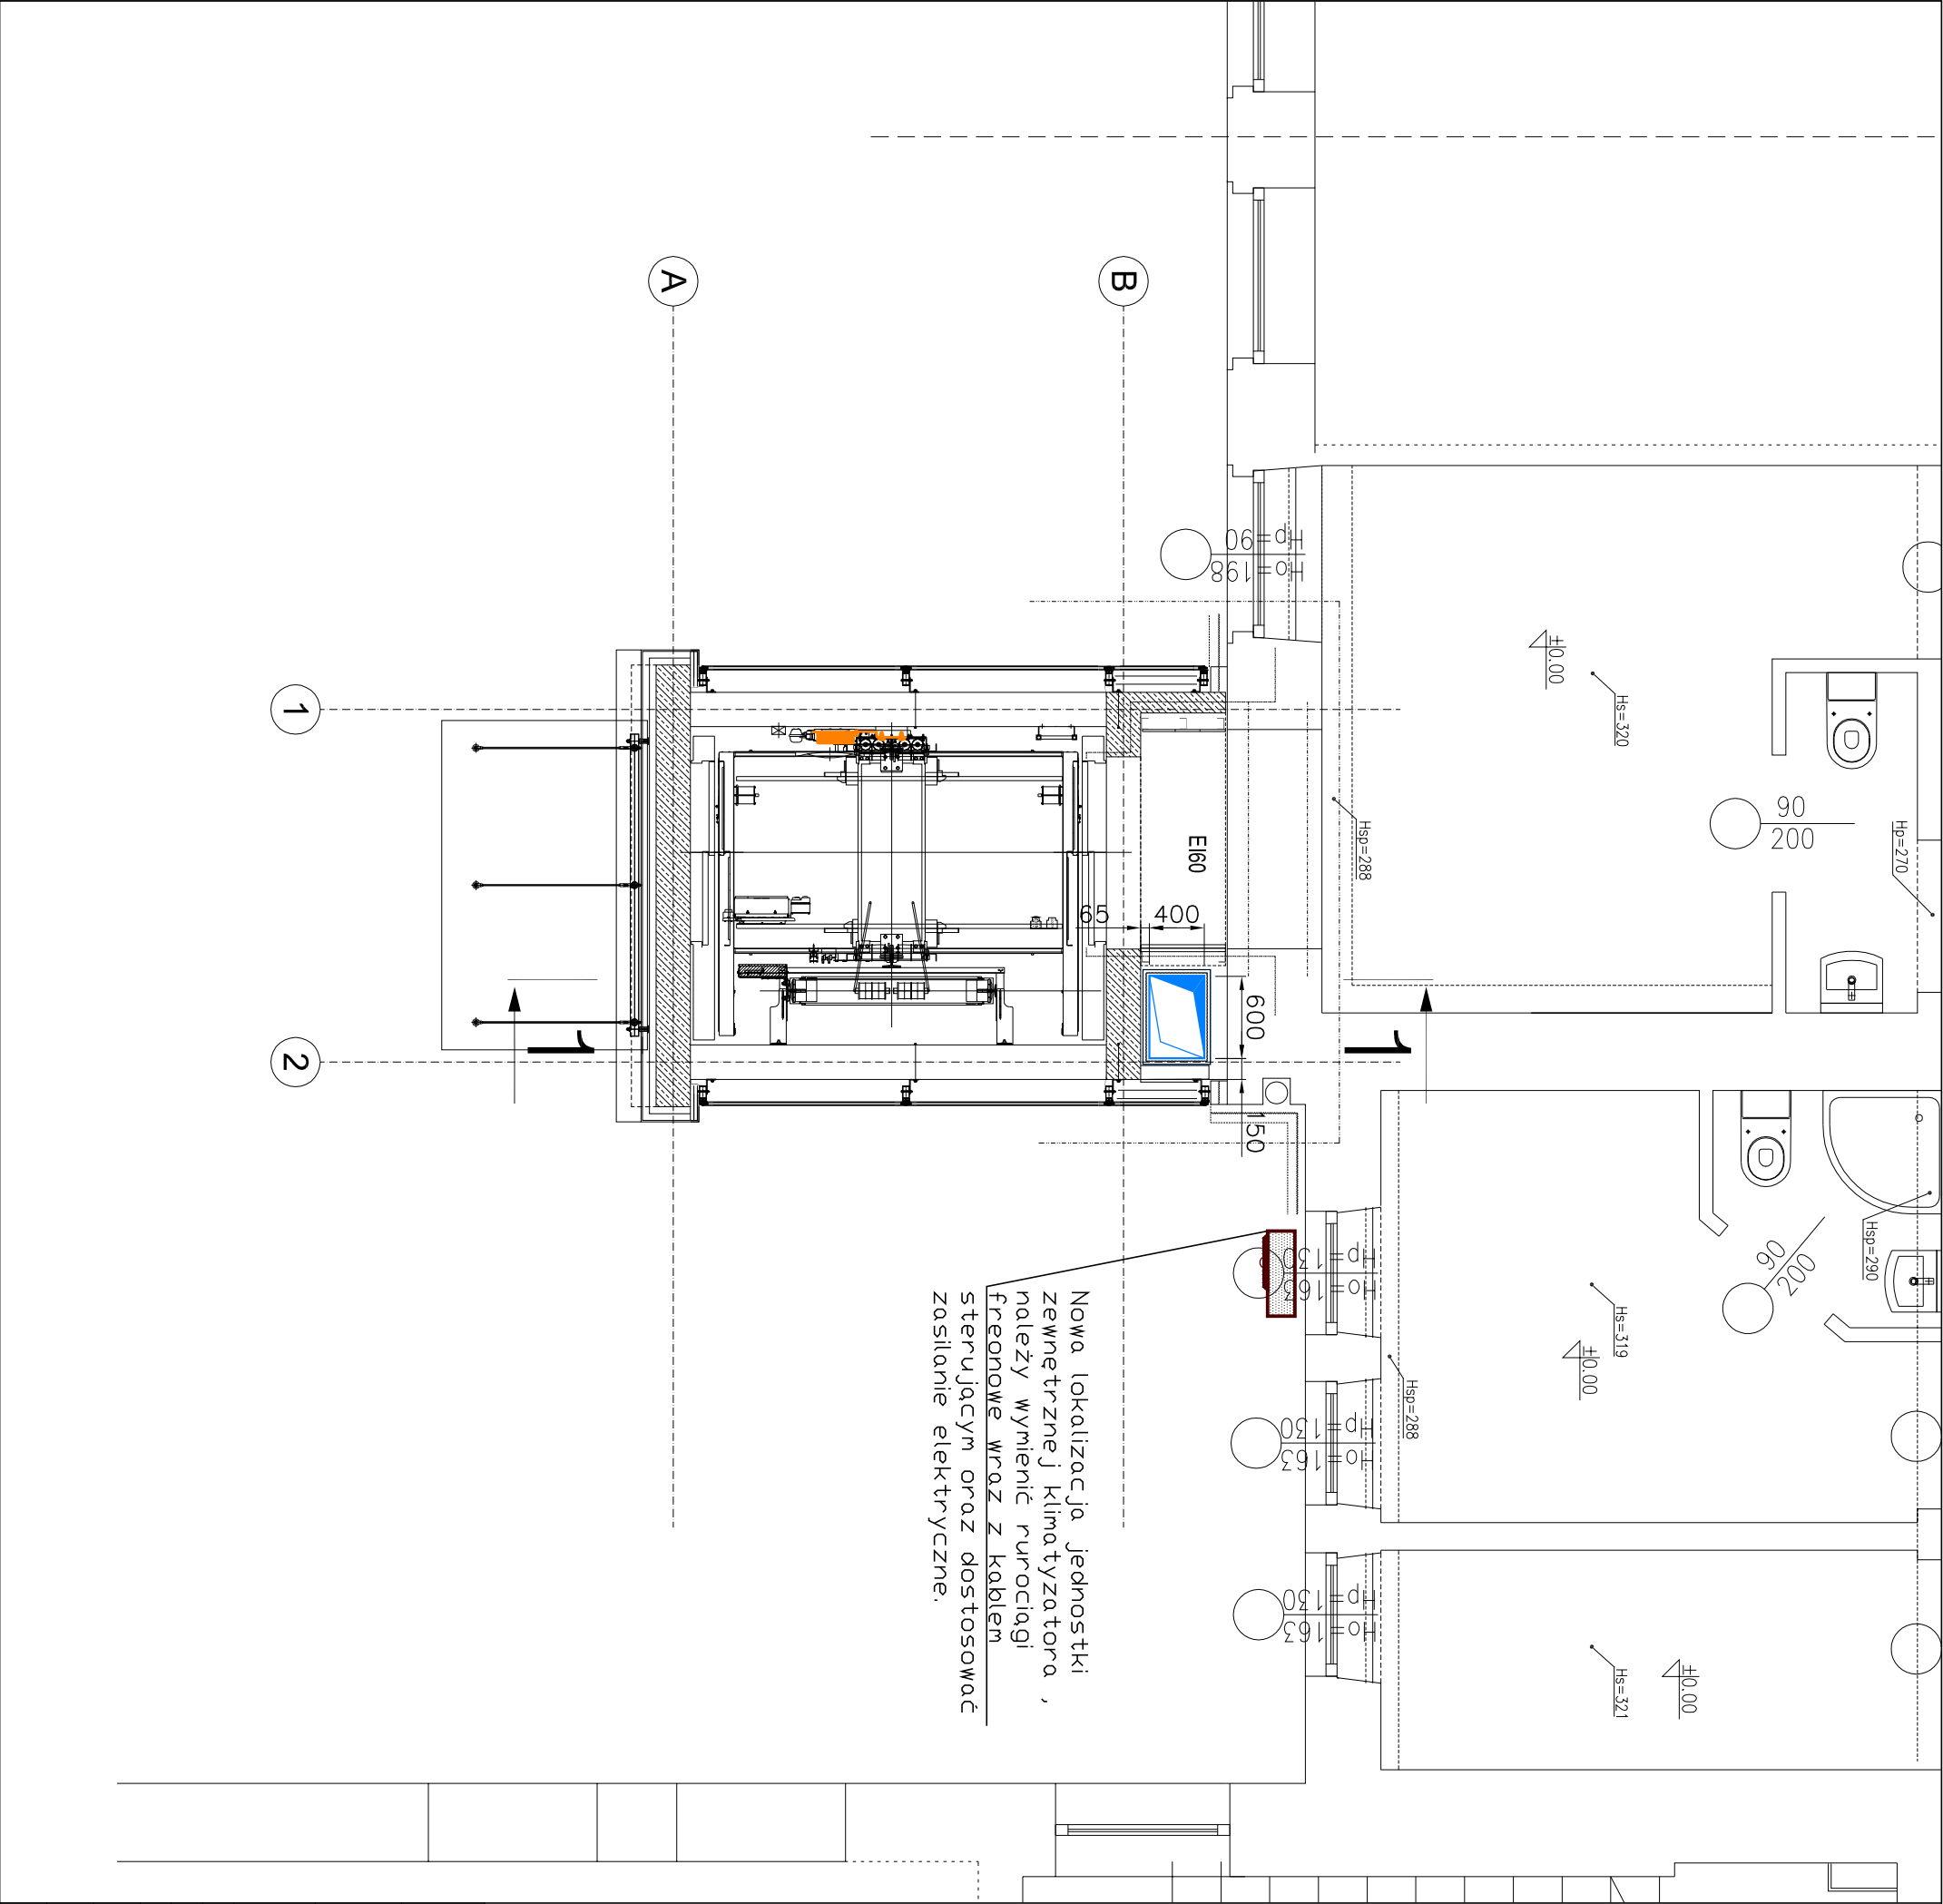 A
B
1
2
1
1
Hp=90
Ho=198
±0.00
Hs=320
Hsp=288
90
200
Hp=270
EI60
65
400
600
150
Hp=130
Ho=163
Hp=130
Ho=163
Hp=130
Ho=163
90
200
Hsp=290
Hs=319
±0.00
Hsp=288
Hs=321
±0.00
Nowa lokalizacja jednostki
zewnętrznej klimatyzatora ,
należy wymienić rurociągi
freonowe wraz z kablem
sterującym oraz dostosować
zasilanie elektryczne.